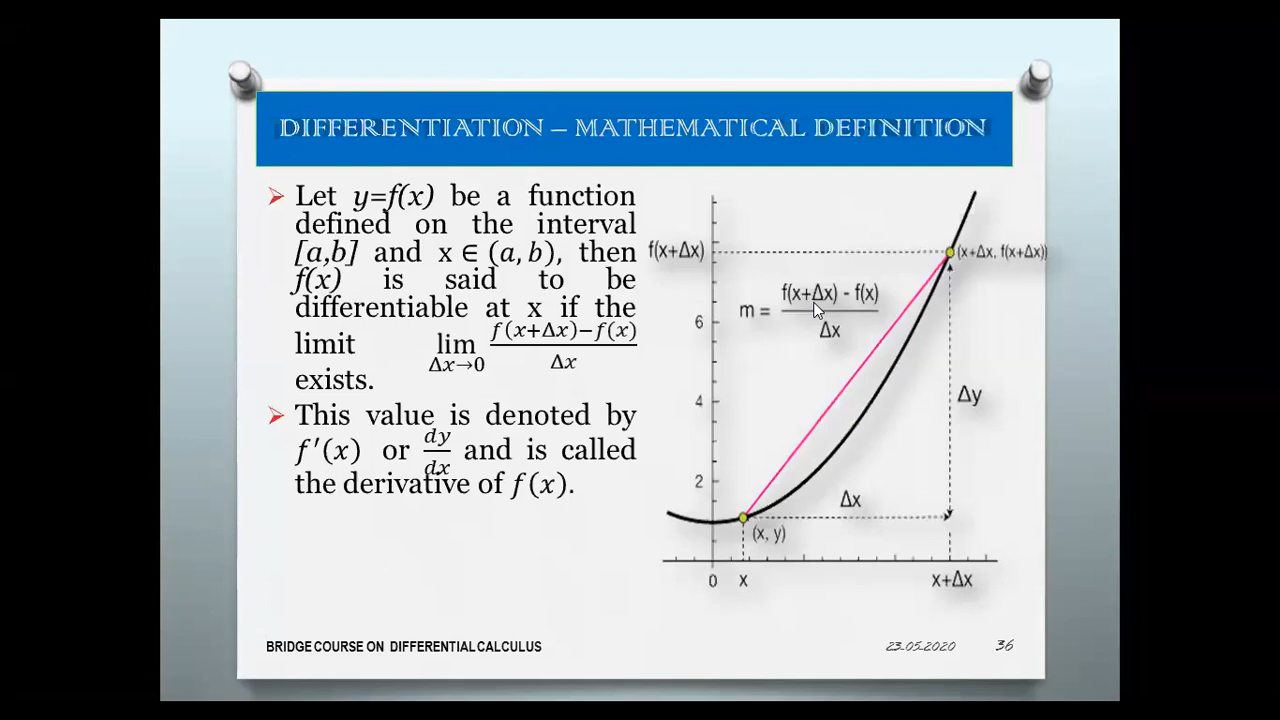 DIFFERENTIATION – MATHEMATICAL DEFINITION
➢ Let y=f(x) be a function
defined on the interval
[a,b] and x ∈ (a, b), then
f(x) is said to be
differentiable at x if the
limit lim Δx→0 f(x+Δx)−f(x) / Δx
exists.
➢ This value is denoted by
f′(x) or dy/dx and is called
the derivative of f(x).
f(x+Δx)
(x+Δx, f(x+Δx))
m = f(x+Δx) - f(x) / Δx
6
4
Δy
2
Δx
(x, y)
0 x x+Δx
BRIDGE COURSE ON DIFFERENTIAL CALCULUS 23.05.2020 36